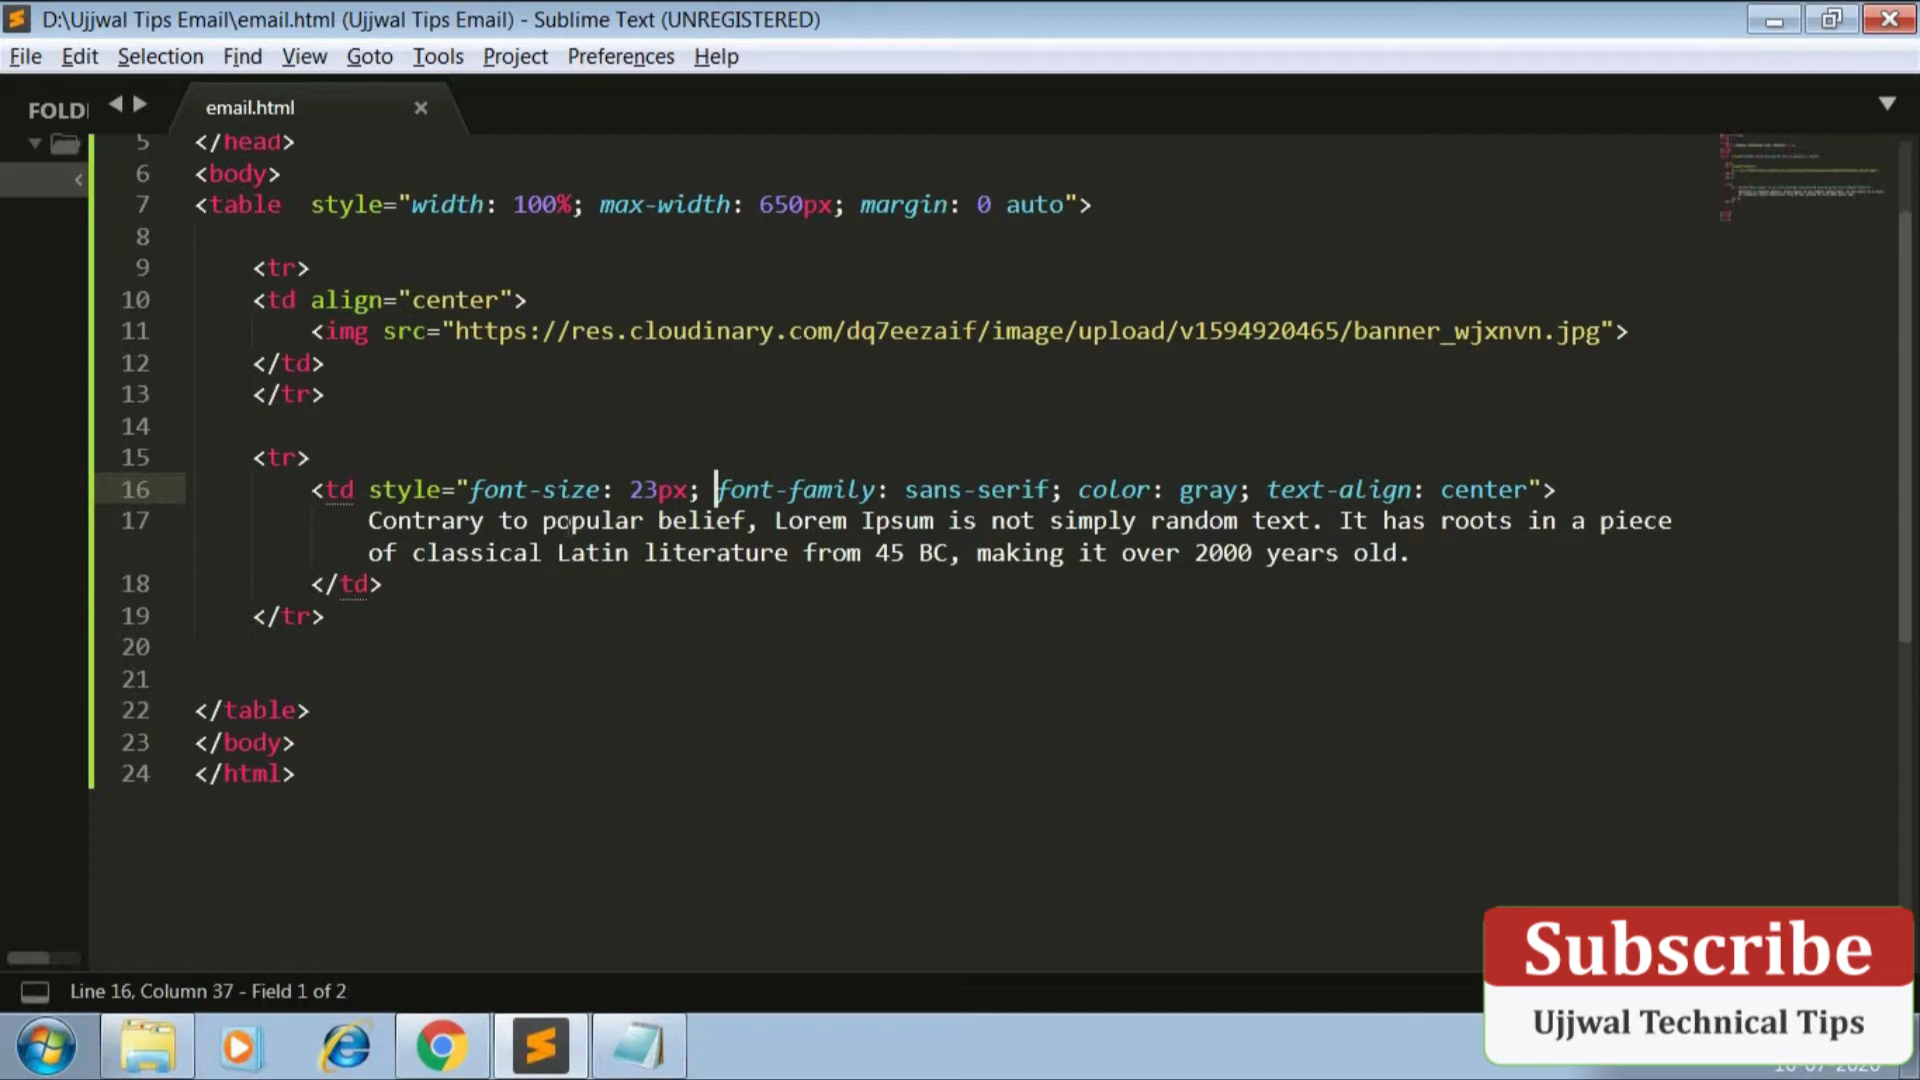 D:\Ujjwal Tips Email\email.html (Ujjwal Tips Email) - Sublime Text (UNREGISTERED)
File Edit Selection Find View Goto Tools Project Preferences Help
FOLD
email.html
5 </head>
6 <body>
7 <table  style="width: 100%; max-width: 650px; margin: 0 auto">
8
9 <tr>
10 <td align="center">
11 <img src="https://res.cloudinary.com/dq7eezaif/image/upload/v1594920465/banner_wjxnvn.jpg">
12 </td>
13 </tr>
14
15 <tr>
16 <td style="font-size: 23px; font-family: sans-serif; color: gray; text-align: center">
17 Contrary to popular belief, Lorem Ipsum is not simply random text. It has roots in a piece
of classical Latin literature from 45 BC, making it over 2000 years old.
18 </td>
19 </tr>
20
21
22 </table>
23 </body>
24 </html>
Line 16, Column 37 - Field 1 of 2
Subscribe
Ujjwal Technical Tips